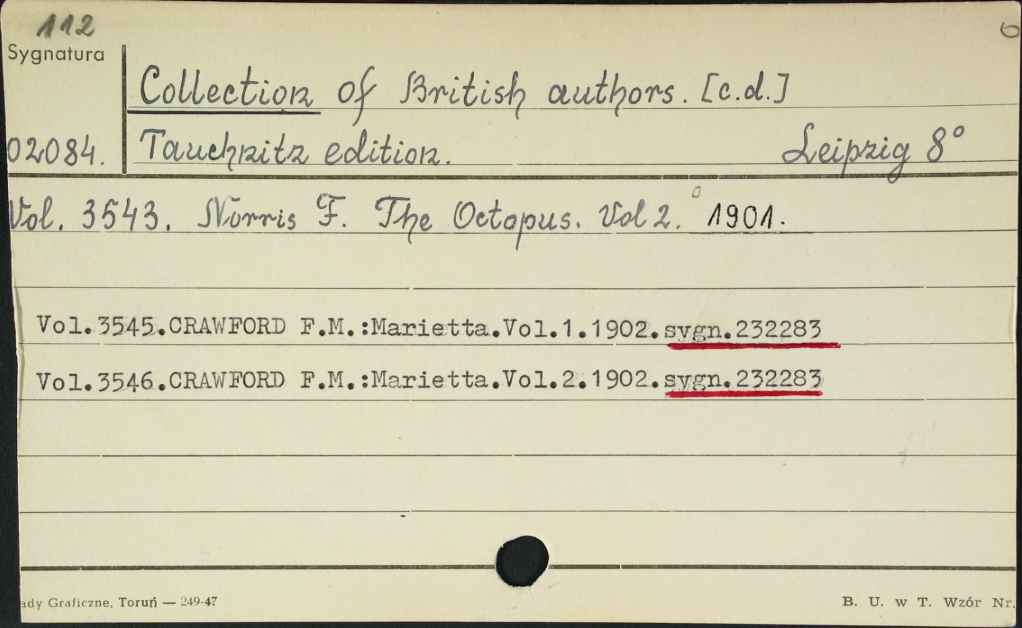 112
6
Sygnatura
Collection of British authors. [c.d.]
02084. Tauchnitz edition. Leipzig 8°
Vol. 3543. Norris F. The Octopus. Vol 2. 1901.
Vol.3545.CRAWFORD F.M.:Marietta.Vol.1.1902.sygn.232283
Vol.3546.CRAWFORD F.M.:Marietta.Vol.2.1902.sygn.232283
ady Graficzne, Toruń — 249-47 B. U. w T. Wzór Nr.